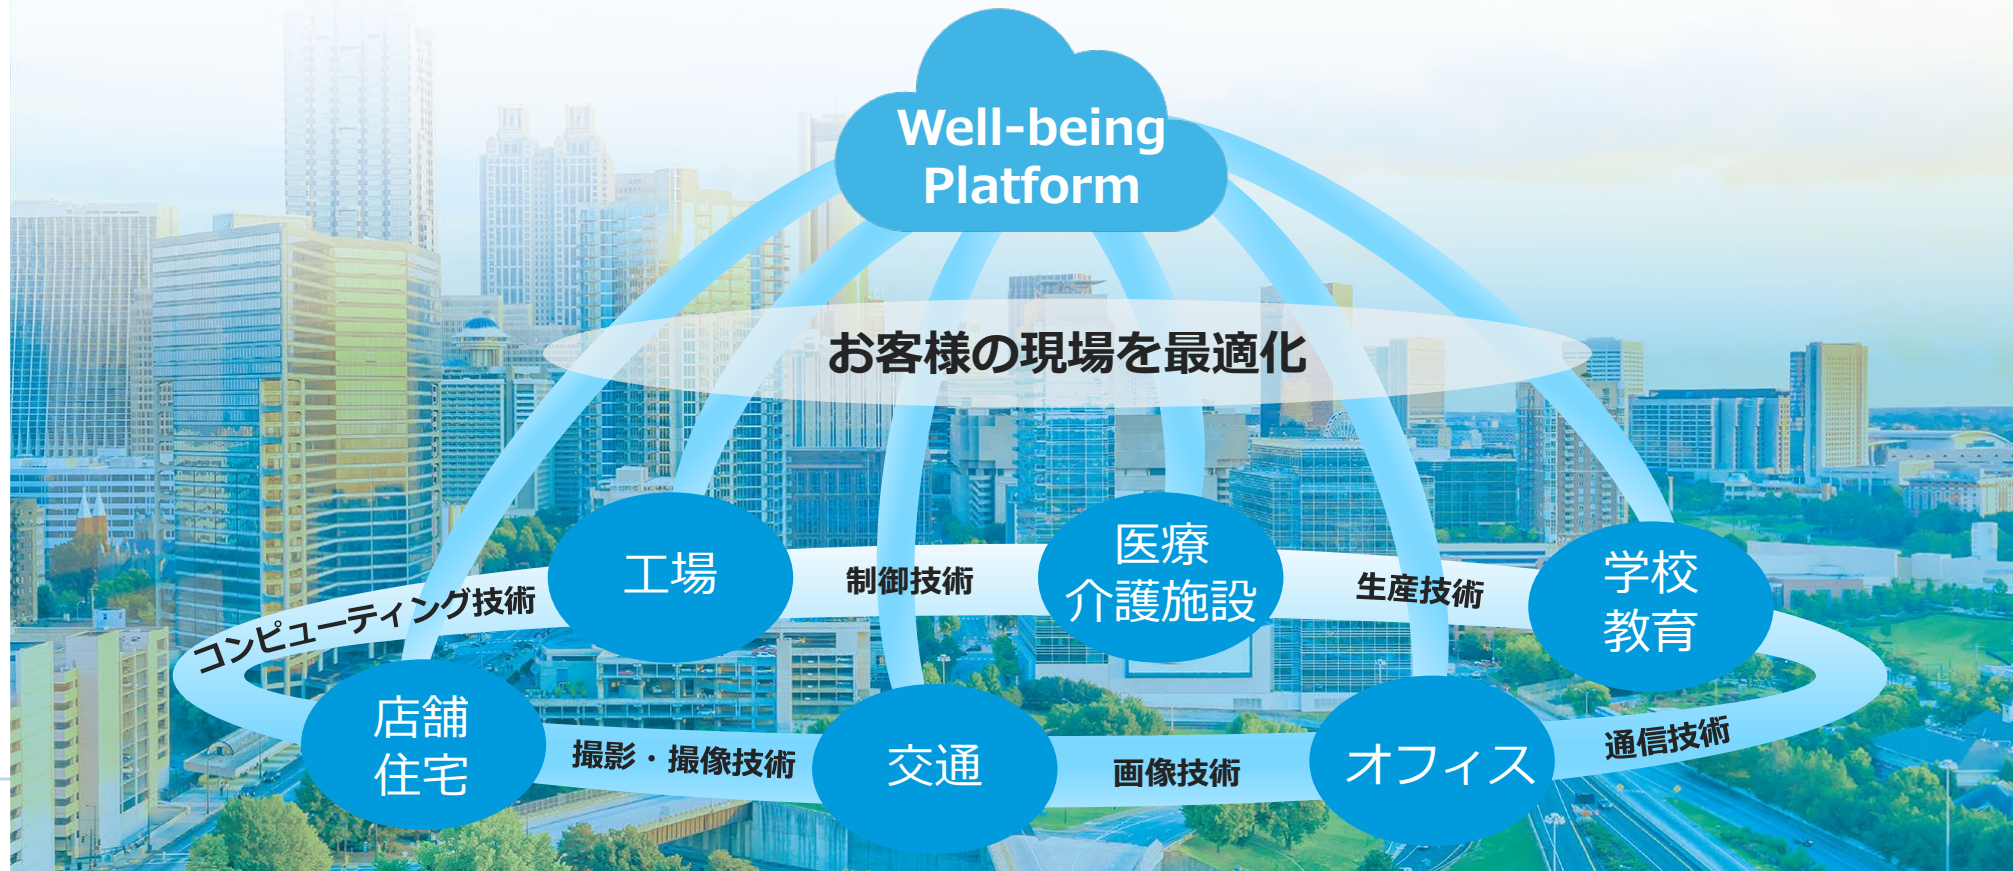 Well-being
Platform
お客様の現場を最適化
工場
制御技術
医療
介護施設
生産技術
学校
教育
コンピューティング技術
店舗
住宅
撮影・撮像技術
交通
画像技術
オフィス
通信技術